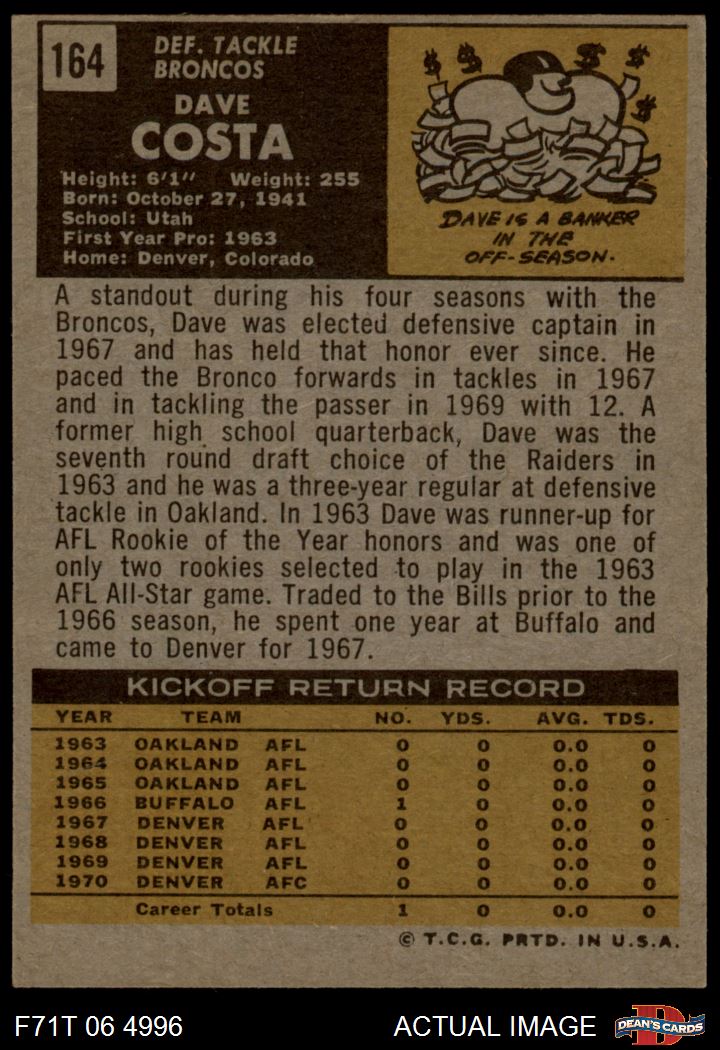 164
DEF. TACKLE
BRONCOS
DAVE
COSTA
Height: 6'1" Weight: 255
Born: October 27, 1941
School: Utah
First Year Pro: 1963
Home: Denver, Colorado
$ $ $ $ $
DAVE IS A BANKER
IN THE
OFF-SEASON.
A standout during his four seasons with the
Broncos, Dave was elected defensive captain in
1967 and has held that honor ever since. He
paced the Bronco forwards in tackles in 1967
and in tackling the passer in 1969 with 12. A
former high school quarterback, Dave was the
seventh round draft choice of the Raiders in
1963 and he was a three-year regular at defensive
tackle in Oakland. In 1963 Dave was runner-up for
AFL Rookie of the Year honors and was one of
only two rookies selected to play in the 1963
AFL All-Star game. Traded to the Bills prior to the
1966 season, he spent one year at Buffalo and
came to Denver for 1967.
KICKOFF RETURN RECORD
YEAR TEAM NO. YDS. AVG. TDS.
1963 OAKLAND AFL 0 0 0.0 0
1964 OAKLAND AFL 0 0 0.0 0
1965 OAKLAND AFL 0 0 0.0 0
1966 BUFFALO AFL 1 0 0.0 0
1967 DENVER AFL 0 0 0.0 0
1968 DENVER AFL 0 0 0.0 0
1969 DENVER AFL 0 0 0.0 0
1970 DENVER AFC 0 0 0.0 0
Career Totals 1 0 0.0 0
© T.C.G. PRTD. IN U.S.A.
F71T 06 4996 ACTUAL IMAGE D DEAN'S CARDS